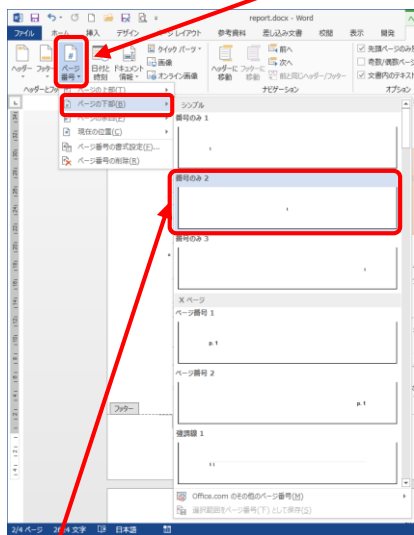 report.docx - Word
ファイル ホーム 挿入 デザイン ページ レイアウト 参考資料 差し込み文書 校閲 表示 開発
ヘッダー フッター ページ番号 日付と時刻 ドキュメント情報 クイック パーツ
画像
オンライン画像
ヘッダーに移動 フッターに移動 前へ
次へ
前と同じヘッダー/フッター
先頭ページのみ
奇数/偶数ページ
文書内のテキス
ナビゲーション
オプション
ページの上部(T)
ページの下部(B)
現在の位置(C)
ページ番号の書式設定(F)...
ページ番号の削除(R)
シンプル
番号のみ 1
番号のみ 2
番号のみ 3
X ページ
ページ番号 1
p. 1
ページ番号 2
p. 1
強調線 1
フッター
Office.com のその他のページ番号(M)
選択範囲をページ番号(下) として保存(S)
2/4 ページ
文字 日本語